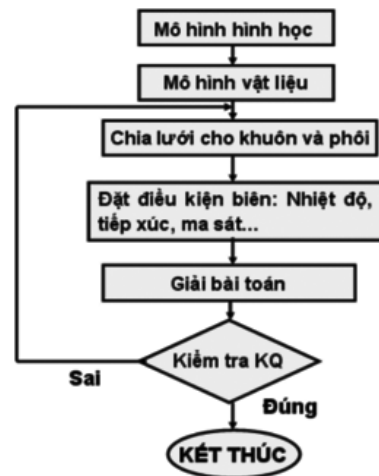 Mô hình hình học
Mô hình vật liệu
Chia lưới cho khuôn và phôi
Đặt điều kiện biên: Nhiệt độ,
tiếp xúc, ma sát...
Giải bài toán
Kiểm tra KQ
Sai
Đúng
KẾT THÚC